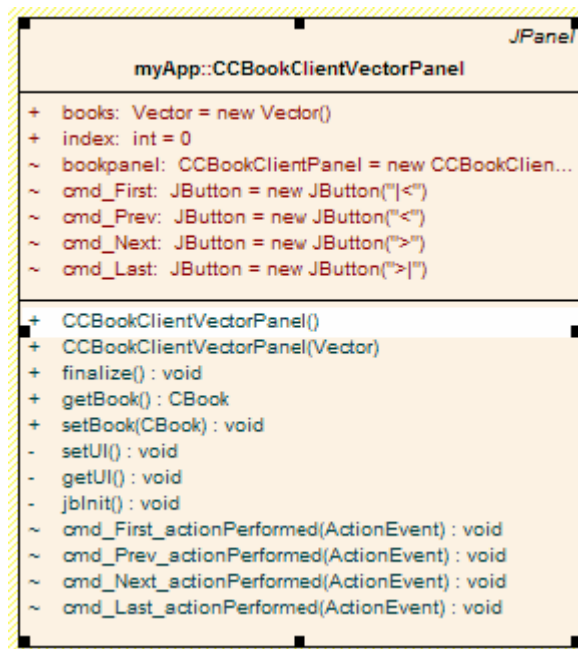 JPanel
myApp::CCBookClientVectorPanel
+ books: Vector = new Vector()
+ index: int = 0
~ bookpanel: CCBookClientPanel = new CCBookClien...
~ cmd_First: JButton = new JButton("|<")
~ cmd_Prev: JButton = new JButton("<")
~ cmd_Next: JButton = new JButton(">")
~ cmd_Last: JButton = new JButton(">|")
+ CCBookClientVectorPanel()
+ CCBookClientVectorPanel(Vector)
+ finalize() : void
+ getBook() : CBook
+ setBook(CBook) : void
- setUI() : void
- getUI() : void
- jbInit() : void
~ cmd_First_actionPerformed(ActionEvent) : void
~ cmd_Prev_actionPerformed(ActionEvent) : void
~ cmd_Next_actionPerformed(ActionEvent) : void
~ cmd_Last_actionPerformed(ActionEvent) : void